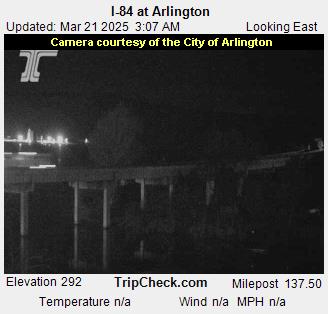 I-84 at Arlington
Updated: Mar 21 2025 3:07 AM Looking East
Camera courtesy of the City of Arlington
Elevation 292 TripCheck.com Milepost 137.50
Temperature n/a Wind n/a MPH n/a